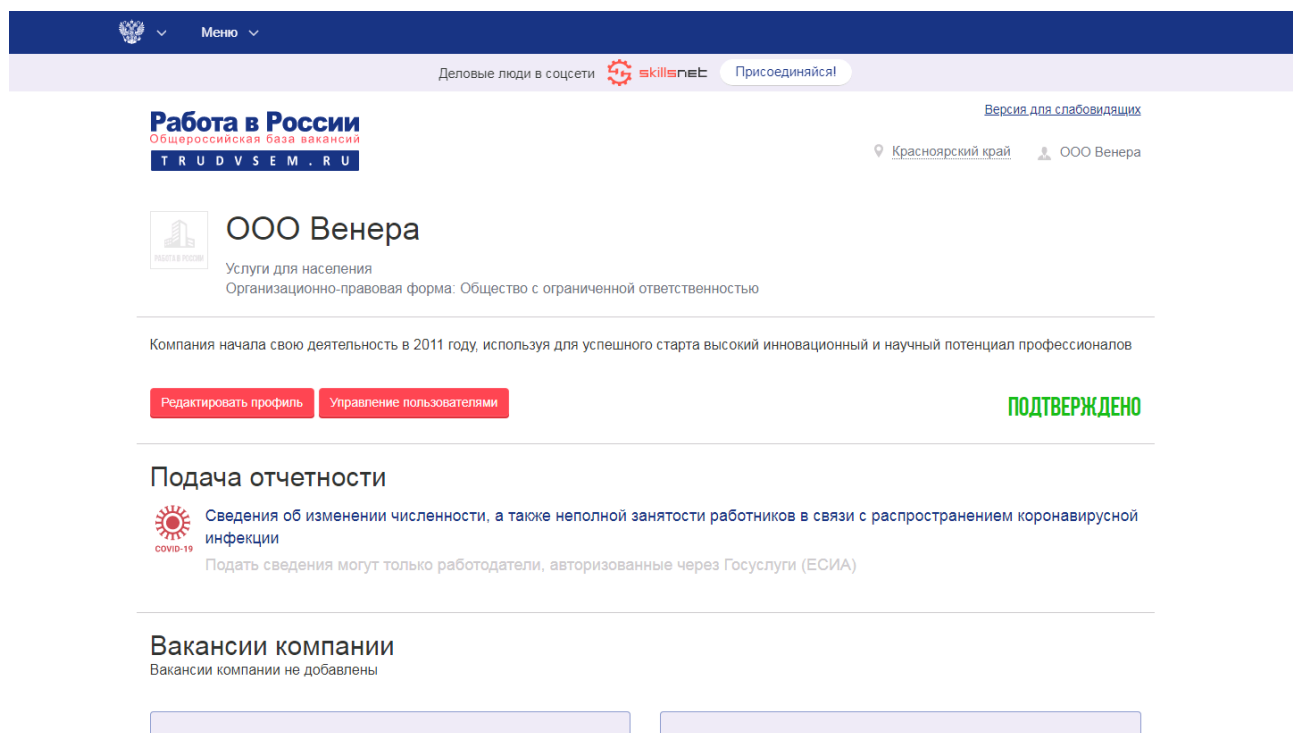 Меню
Деловые люди в соцсети skillsnet Присоединяйся!
Версия для слабовидящих
Работа в России
Общероссийская база вакансий
TRUDVSEM.RU
Красноярский край ООО Венера
ООО Венера
РАБОТА В РОССИИ
Услуги для населения
Организационно-правовая форма: Общество с ограниченной ответственностью
Компания начала свою деятельность в 2011 году, используя для успешного старта высокий инновационный и научный потенциал профессионалов
Редактировать профиль Управление пользователями ПОДТВЕРЖДЕНО
Подача отчетности
Сведения об изменении численности, а также неполной занятости работников в связи с распространением коронавирусной
инфекции
COVID-19
Подать сведения могут только работодатели, авторизованные через Госуслуги (ЕСИА)
Вакансии компании
Вакансии компании не добавлены